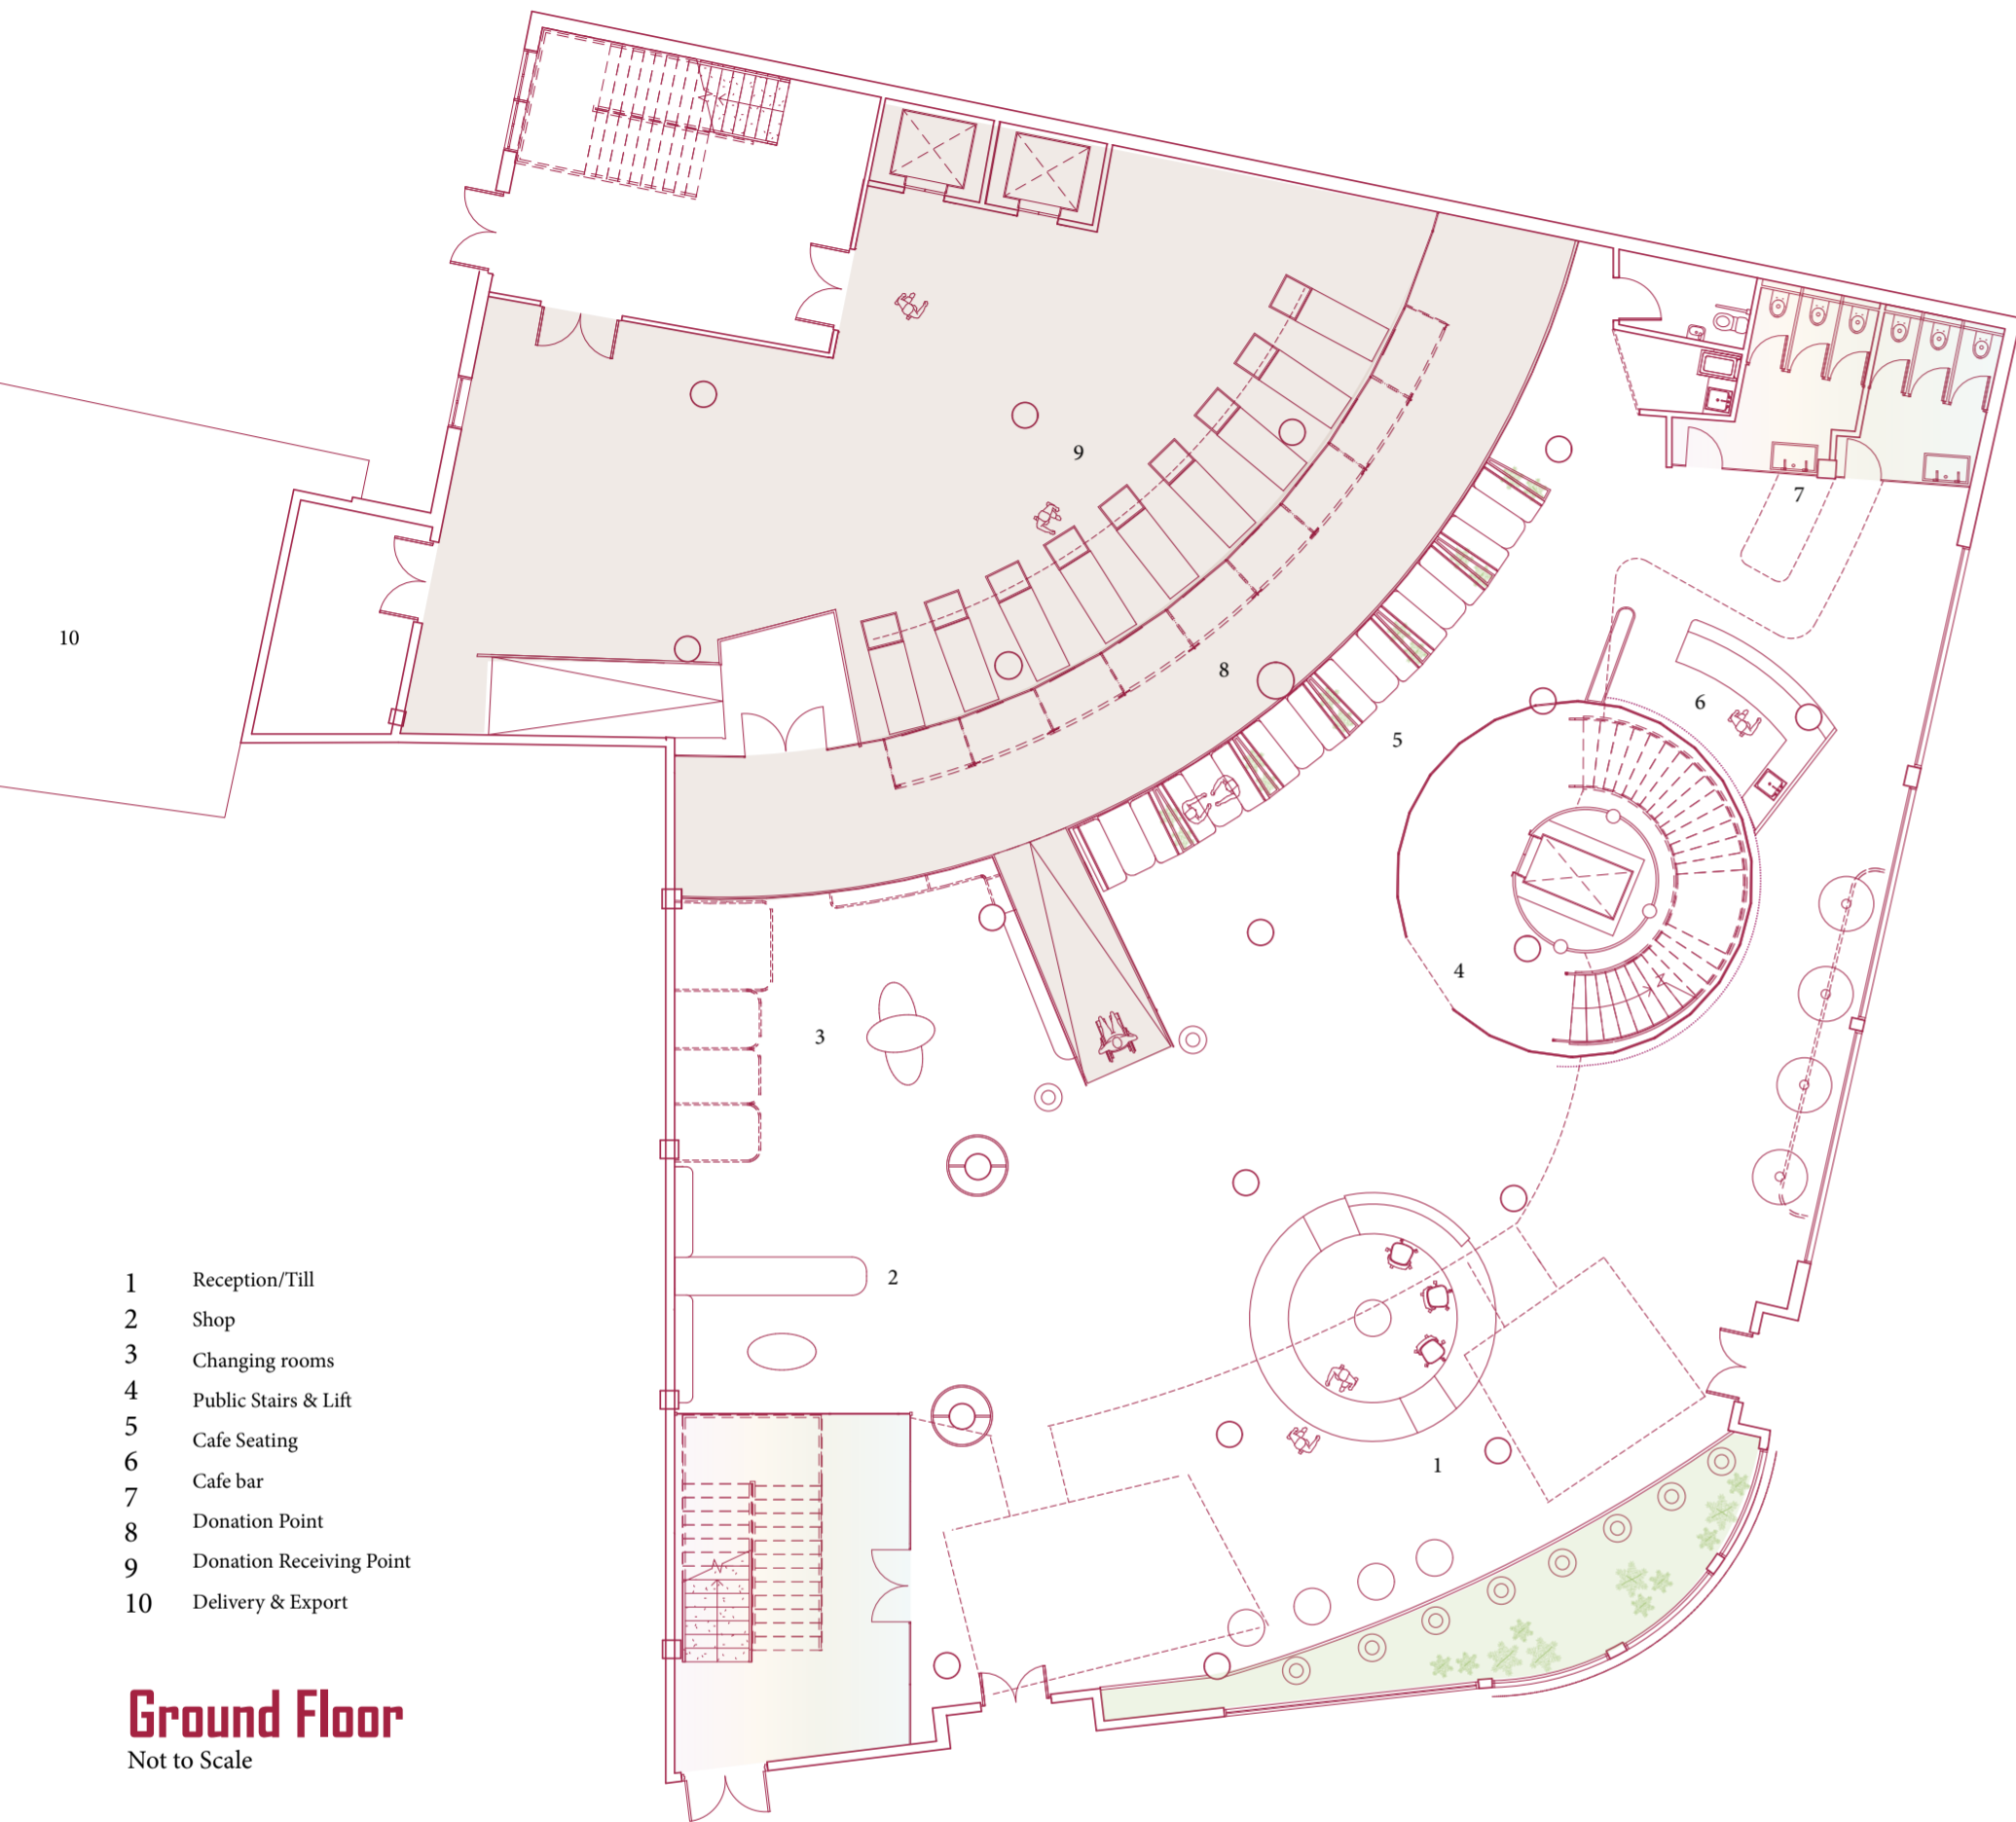 9
7
10
8
6
5
4
3
2
1
1 Reception/Till
2 Shop
3 Changing rooms
4 Public Stairs & Lift
5 Cafe Seating
6 Cafe bar
7 Donation Point
8 Donation Receiving Point
9 Delivery & Export
10
Ground Floor
Not to Scale